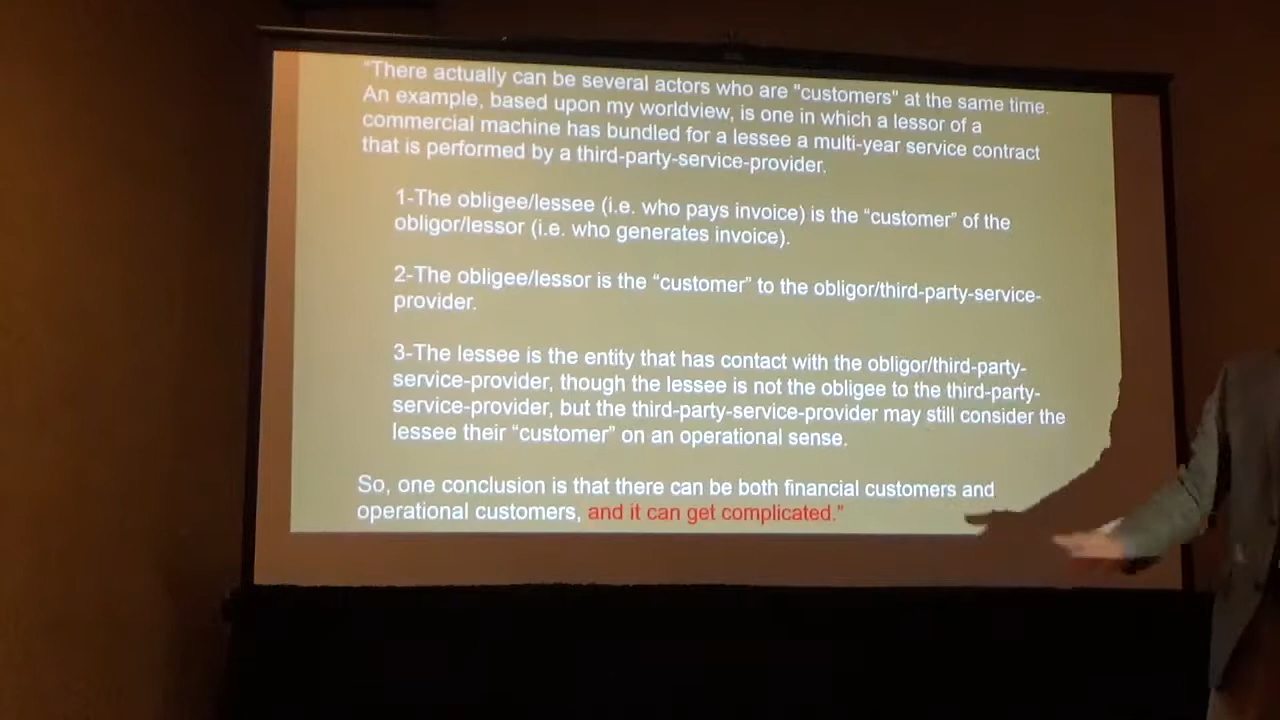 "There actually can be several actors who are "customers" at the same time.
An example, based upon my worldview, is one in which a lessor of a
commercial machine has bundled for a lessee a multi-year service contract
that is performed by a third-party-service-provider.
1-The obligee/lessee (i.e. who pays invoice) is the “customer” of the
obligor/lessor (i.e. who generates invoice).
2-The obligee/lessor is the “customer” to the obligor/third-party-service-
provider.
3-The lessee is the entity that has contact with the obligor/third-party-
service-provider, though the lessee is not the obligee to the third-party-
service-provider, but the third-party-service-provider may still consider the
lessee their “customer” on an operational sense.
So, one conclusion is that there can be both financial customers and
operational customers, and it can get complicated.”